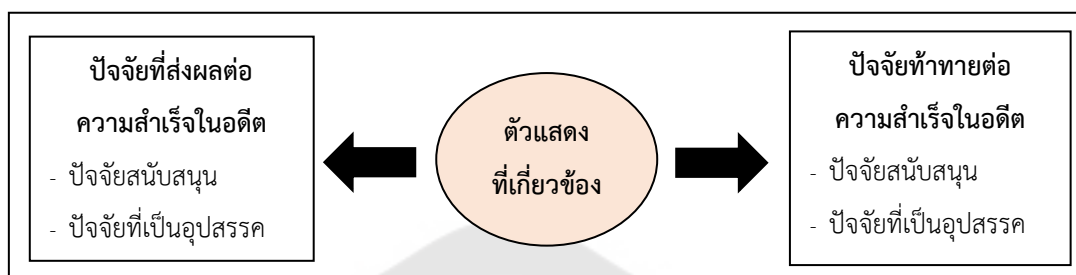 ปัจจัยที่ส่งผลต่อ
ความสำเร็จในอดีต
- ปัจจัยสนับสนุน
- ปัจจัยที่เป็นอุปสรรค
ตัวแสดง
ที่เกี่ยวข้อง
ปัจจัยท้าทายต่อ
ความสำเร็จในอดีต
- ปัจจัยสนับสนุน
- ปัจจัยที่เป็นอุปสรรค